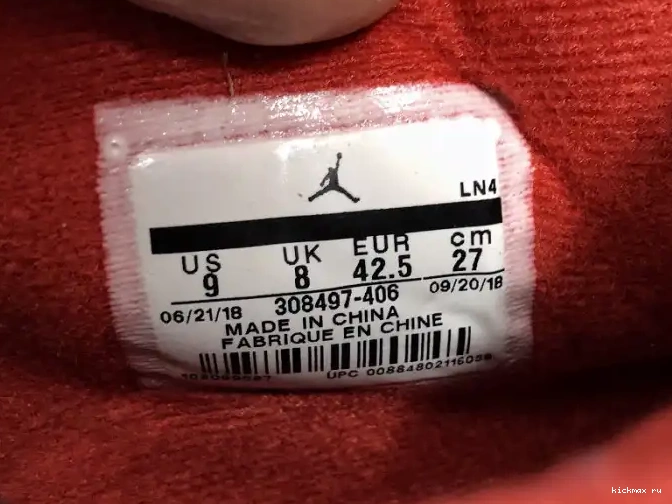 LN4
US UK EUR cm
9 8 42.5 27
06/21/18 308497-406 09/20/18
MADE IN CHINA
FABRIQUE EN CHINE
UPC 00884802116056
kickmax ru